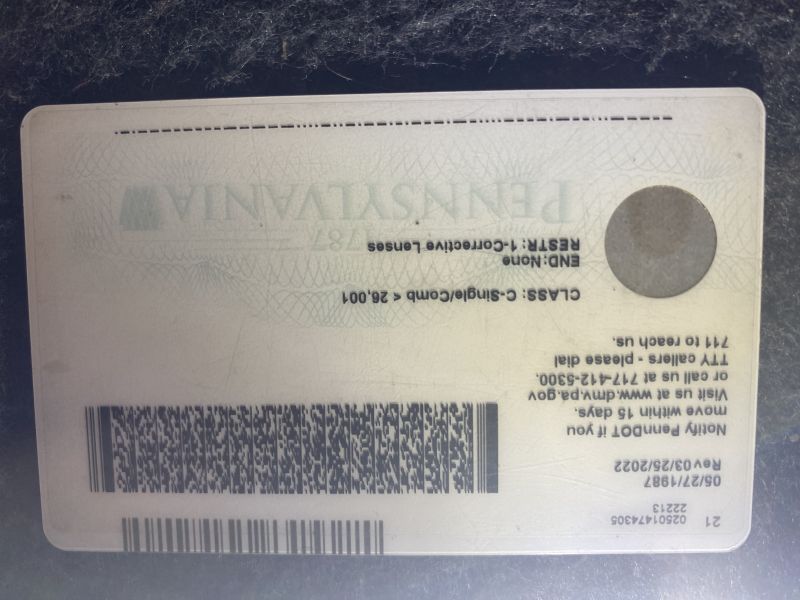 21 02501474305
22213
05/27/1987
Rev03/25/2022
Notify PennDOT if you
move within 15 days.
Visit us at www.dmv.pa.gov
or call us at 717-412-5300.
TTY callers - please dial
711 to reach us.
CLASS: C-Single/Comb < 26,001
END:None
RESTR: 1-Corrective Lenses
1787
PENNSYLVANIA